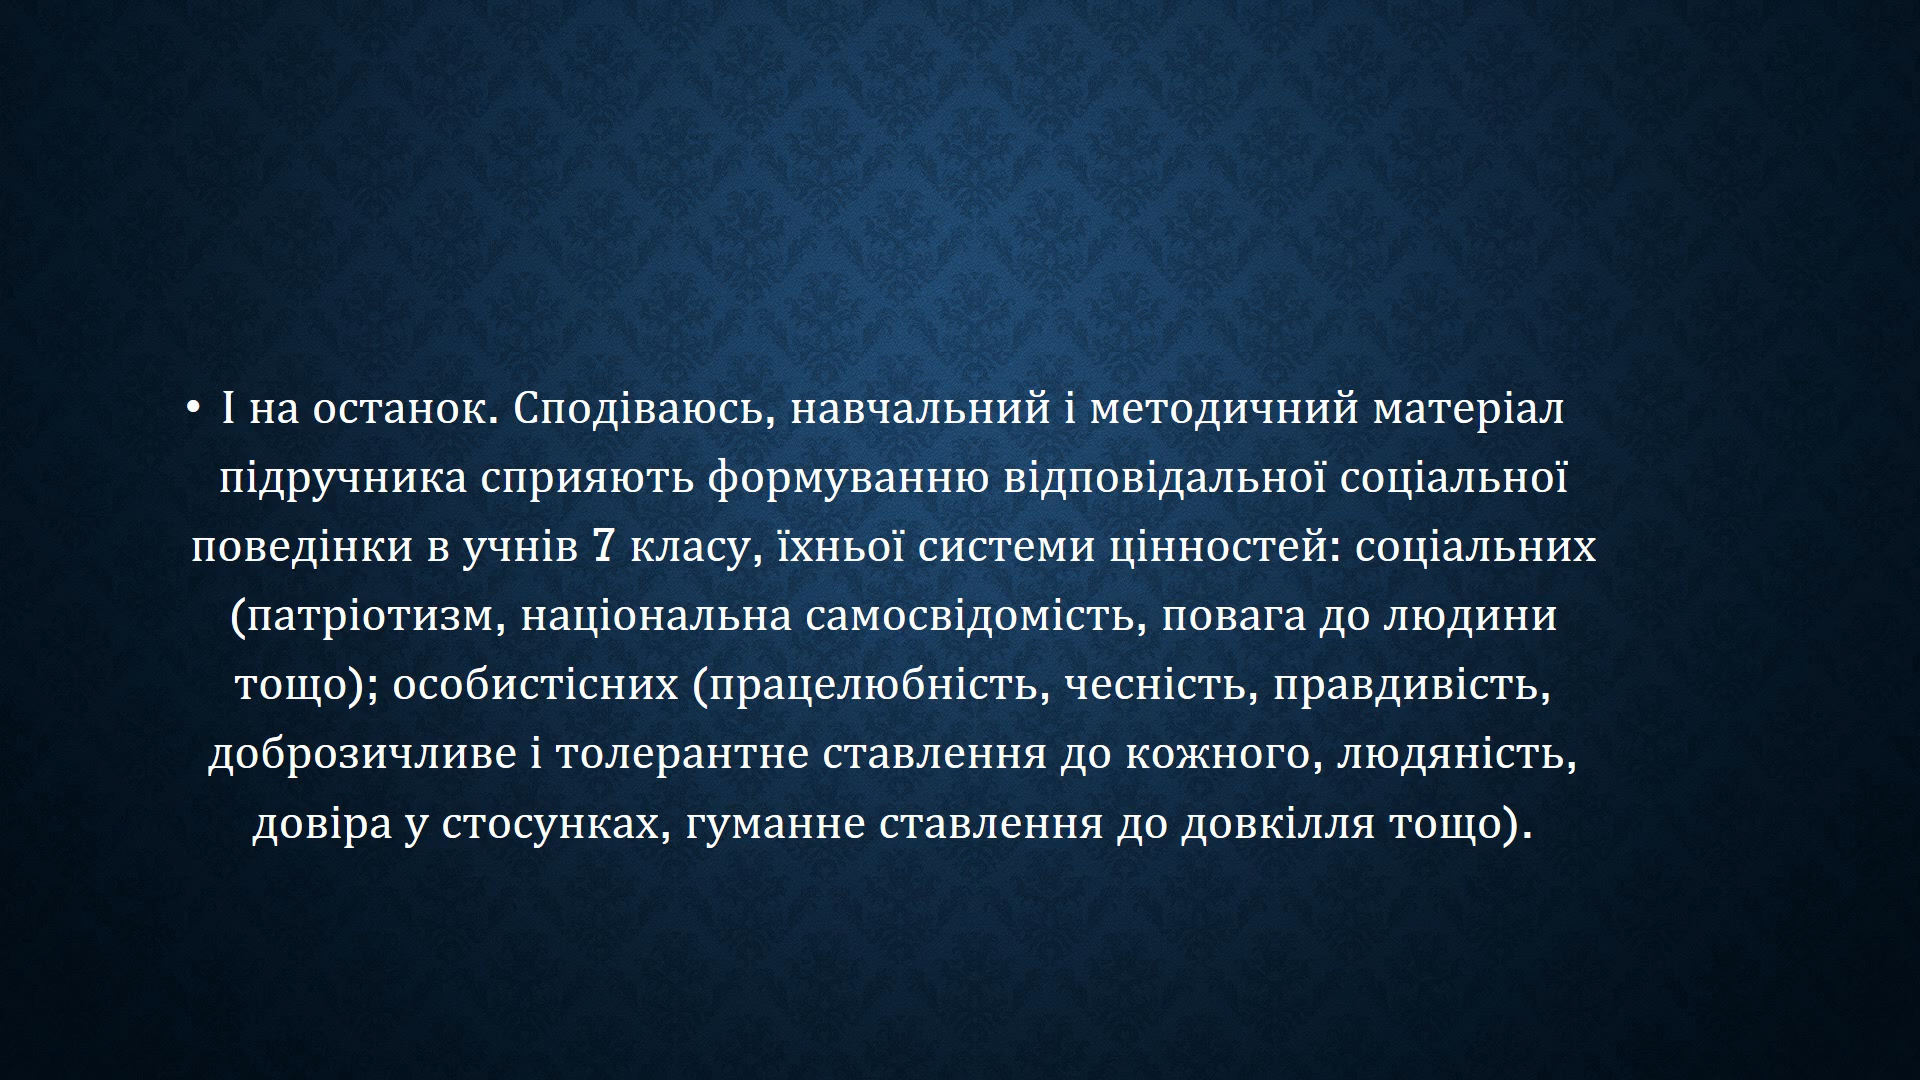 • І на останок. Сподіваюсь, навчальний і методичний матеріал
підручника сприяють формуванню відповідальної соціальної
поведінки в учнів 7 класу, їхньої системи цінностей: соціальних
(патріотизм, національна самосвідомість, повага до людини
тощо); особистісних (працелюбність, чесність, правдивість,
доброзичливе і толерантне ставлення до кожного, людяність,
довіра у стосунках, гуманне ставлення до довкілля тощо).